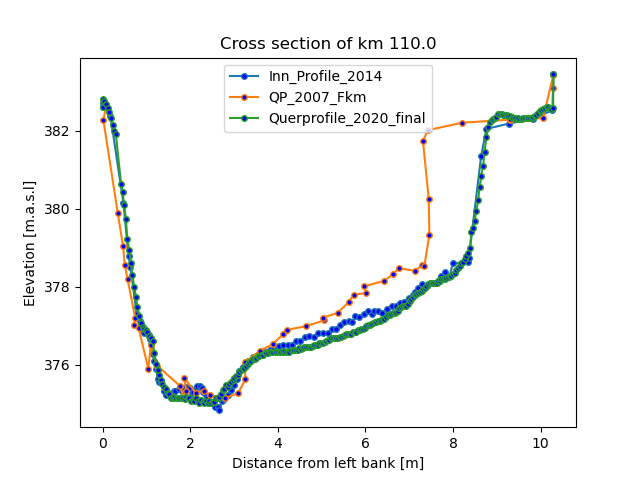 Cross section of km 110.0
Inn_Profile_2014
QP_2007_Fkm
Querprofile_2020_final
Elevation [m.a.s.l]
382
380
378
376
0
2
4
6
8
10
Distance from left bank [m]